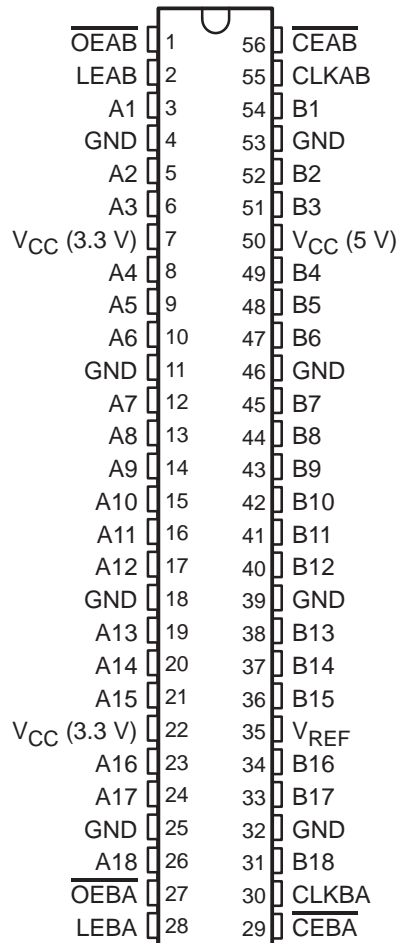 O̅E̅A̅B̅ 1 56 C̅E̅A̅B̅
LEAB 2 55 CLKAB
A1 3 54 B1
GND 4 53 GND
A2 5 52 B2
A3 6 51 B3
VCC (3.3 V) 7 50 VCC (5 V)
A4 8 49 B4
A5 9 48 B5
A6 10 47 B6
GND 11 46 GND
A7 12 45 B7
A8 13 44 B8
A9 14 43 B9
A10 15 42 B10
A11 16 41 B11
A12 17 40 B12
GND 18 39 GND
A13 19 38 B13
A14 20 37 B14
A15 21 36 B15
VCC (3.3 V) 22 35 VREF
A16 23 34 B16
A17 24 33 B17
GND 25 32 GND
A18 26 31 B18
O̅E̅B̅A̅ 27 30 CLKBA
LEBA 28 29 C̅E̅B̅A̅